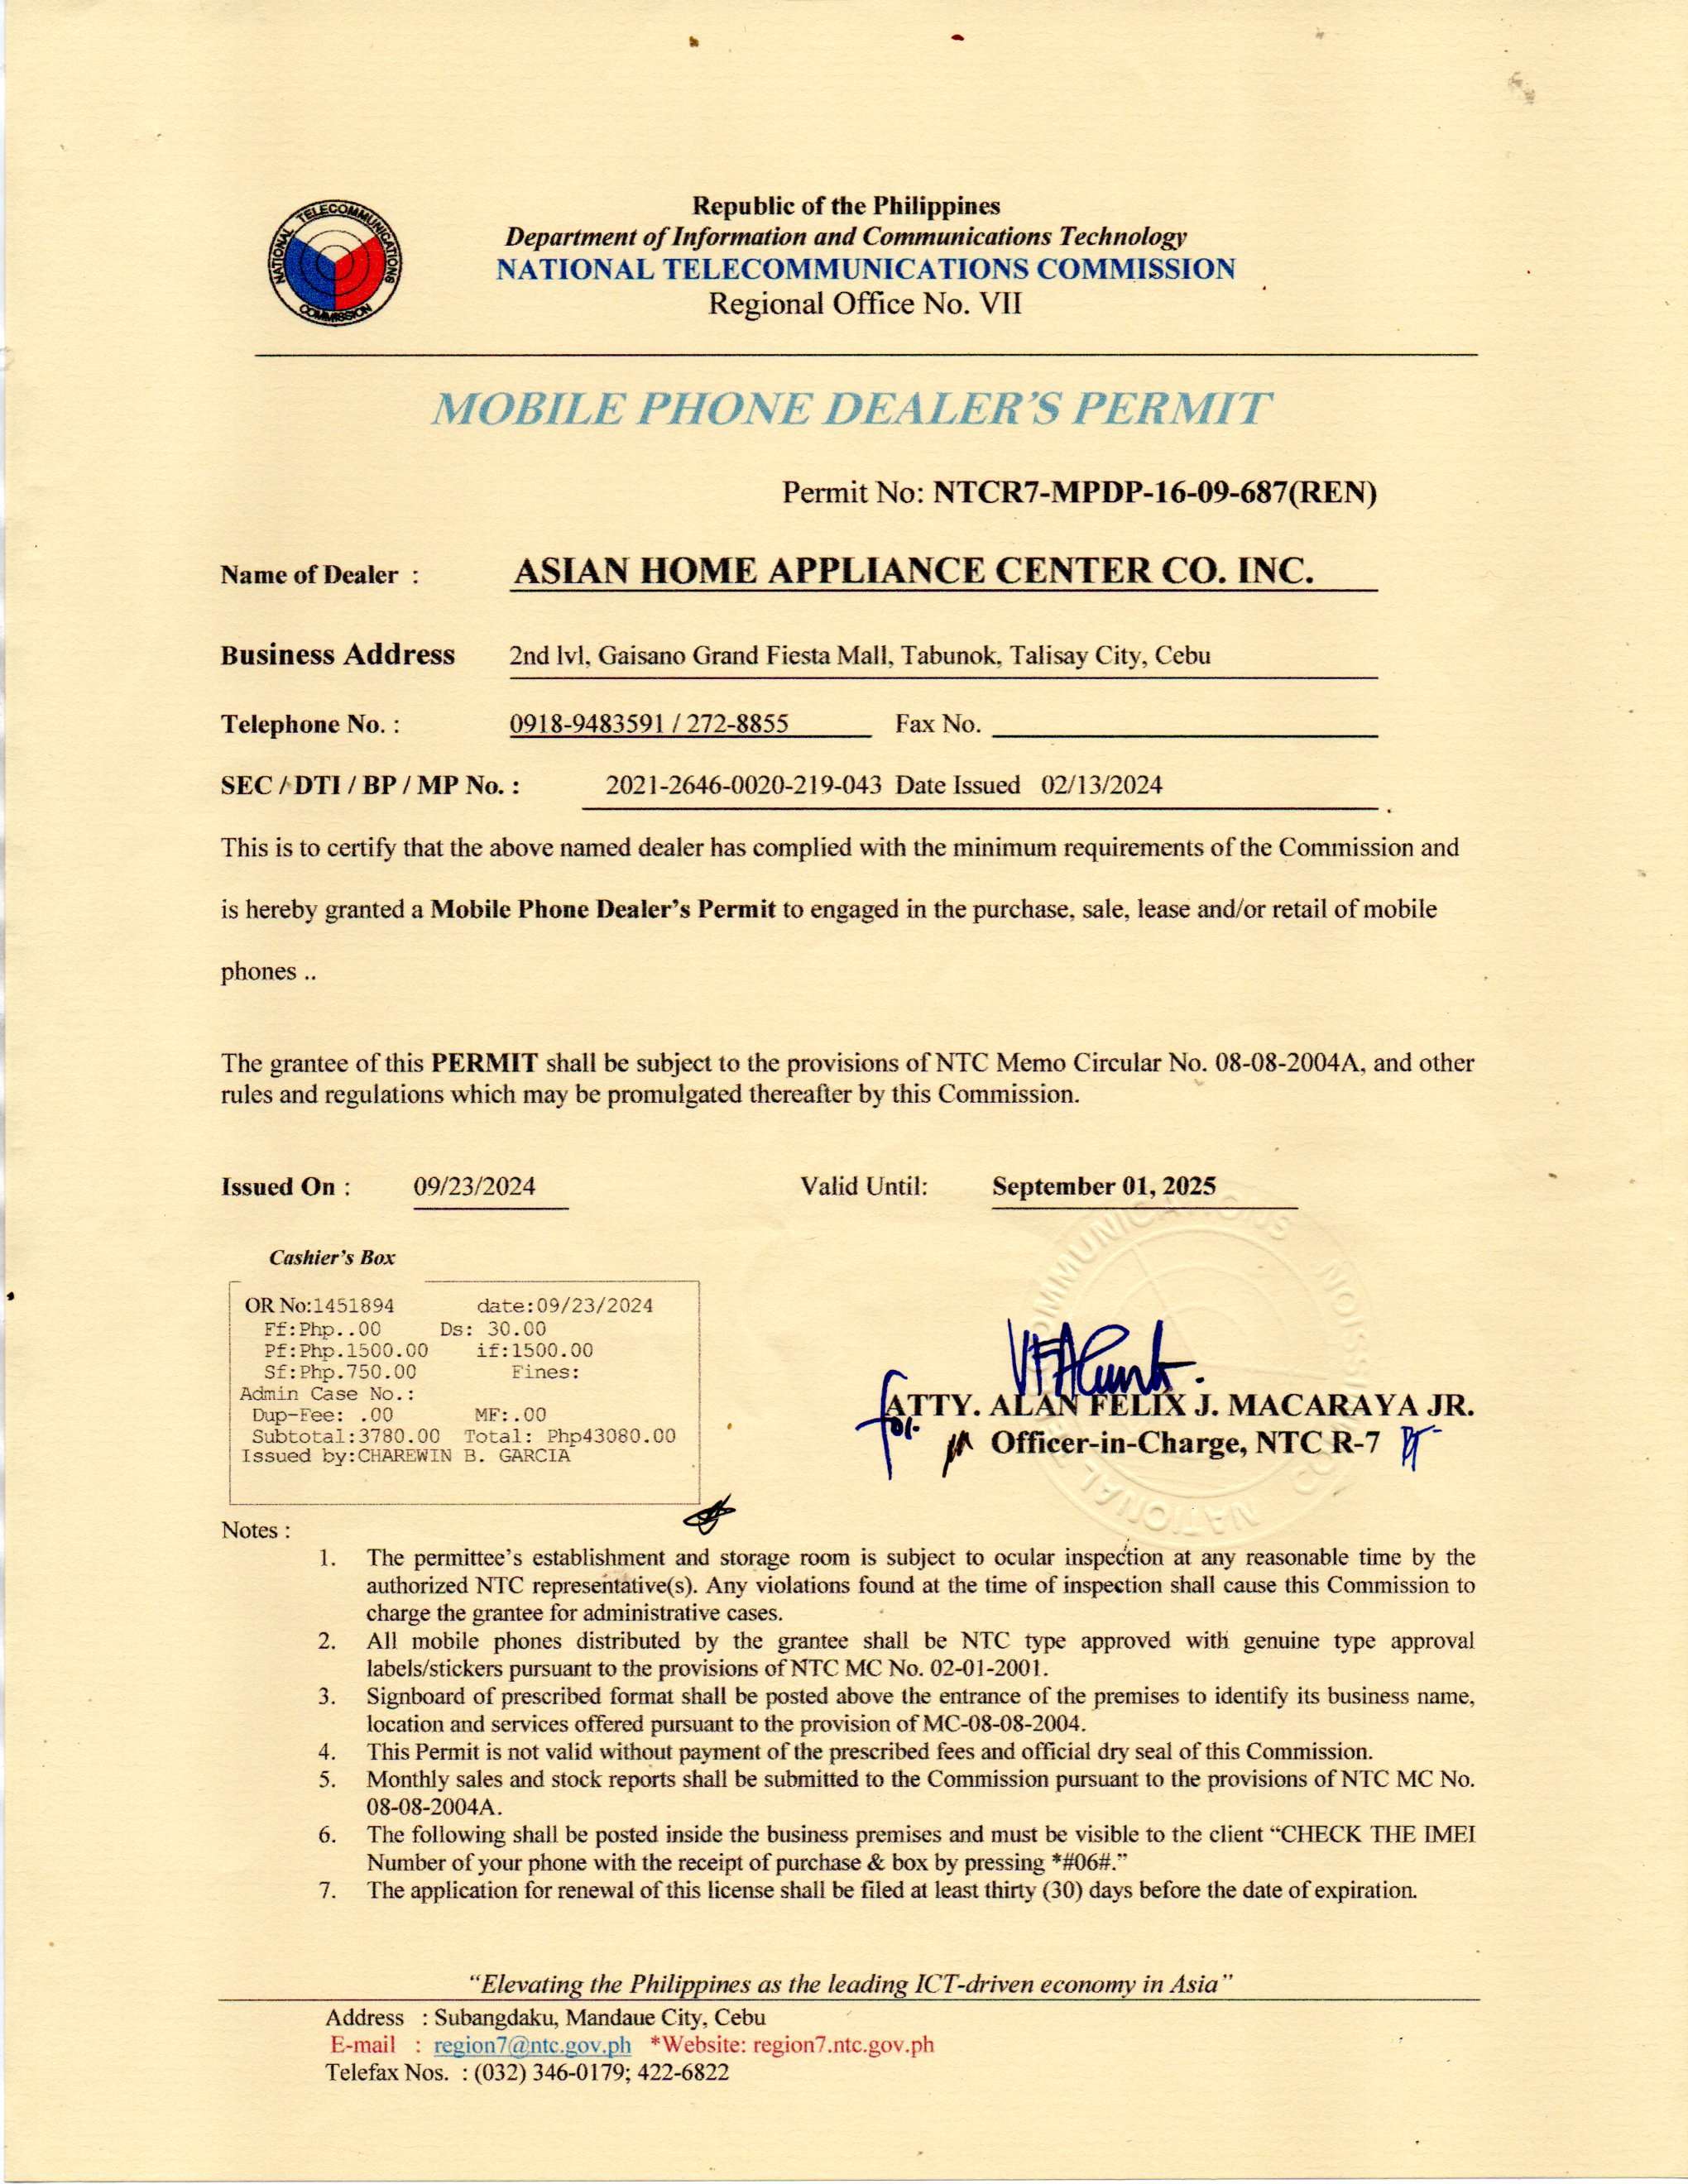 NATIONAL TELECOMMUNICATIONS COMMISSION
Republic of the Philippines
Department of Information and Communications Technology
NATIONAL TELECOMMUNICATIONS COMMISSION
Regional Office No. VII
MOBILE PHONE DEALER'S PERMIT
Permit No: NTCR7-MPDP-16-09-687(REN)
Name of Dealer : ASIAN HOME APPLIANCE CENTER CO. INC.
Business Address 2nd lvl, Gaisano Grand Fiesta Mall, Tabunok, Talisay City, Cebu
Telephone No. : 0918-9483591 / 272-8855 Fax No.
SEC / DTI / BP / MP No. : 2021-2646-0020-219-043 Date Issued 02/13/2024
This is to certify that the above named dealer has complied with the minimum requirements of the Commission and
is hereby granted a Mobile Phone Dealer's Permit to engaged in the purchase, sale, lease and/or retail of mobile
phones ..
The grantee of this PERMIT shall be subject to the provisions of NTC Memo Circular No. 08-08-2004A, and other
rules and regulations which may be promulgated thereafter by this Commission.
Issued On : 09/23/2024 Valid Until: September 01, 2025
Cashier's Box
OR No:1451894 date:09/23/2024
Ff:Php..00 Ds: 30.00
Pf:Php.1500.00 if:1500.00
Sf:Php.750.00 Fines:
Admin Case No.:
Dup-Fee: .00 MF:.00
Subtotal:3780.00 Total: Php43080.00
Issued by:CHAREWIN B. GARCIA
for:
ATTY. ALAN FELIX J. MACARAYA JR.
Officer-in-Charge, NTC R-7
Notes :
1. The permittee's establishment and storage room is subject to ocular inspection at any reasonable time by the
authorized NTC representative(s). Any violations found at the time of inspection shall cause this Commission to
charge the grantee for administrative cases.
2. All mobile phones distributed by the grantee shall be NTC type approved with genuine type approval
labels/stickers pursuant to the provisions of NTC MC No. 02-01-2001.
3. Signboard of prescribed format shall be posted above the entrance of the premises to identify its business name,
location and services offered pursuant to the provision of MC-08-08-2004.
4. This Permit is not valid without payment of the prescribed fees and official dry seal of this Commission.
5. Monthly sales and stock reports shall be submitted to the Commission pursuant to the provisions of NTC MC No.
08-08-2004A.
6. The following shall be posted inside the business premises and must be visible to the client "CHECK THE IMEI
Number of your phone with the receipt of purchase & box by pressing *#06#."
7. The application for renewal of this license shall be filed at least thirty (30) days before the date of expiration.
"Elevating the Philippines as the leading ICT-driven economy in Asia"
Address : Subangdaku, Mandaue City, Cebu
E-mail : region7@ntc.gov.ph *Website: region7.ntc.gov.ph
Telefax Nos. : (032) 346-0179; 422-6822